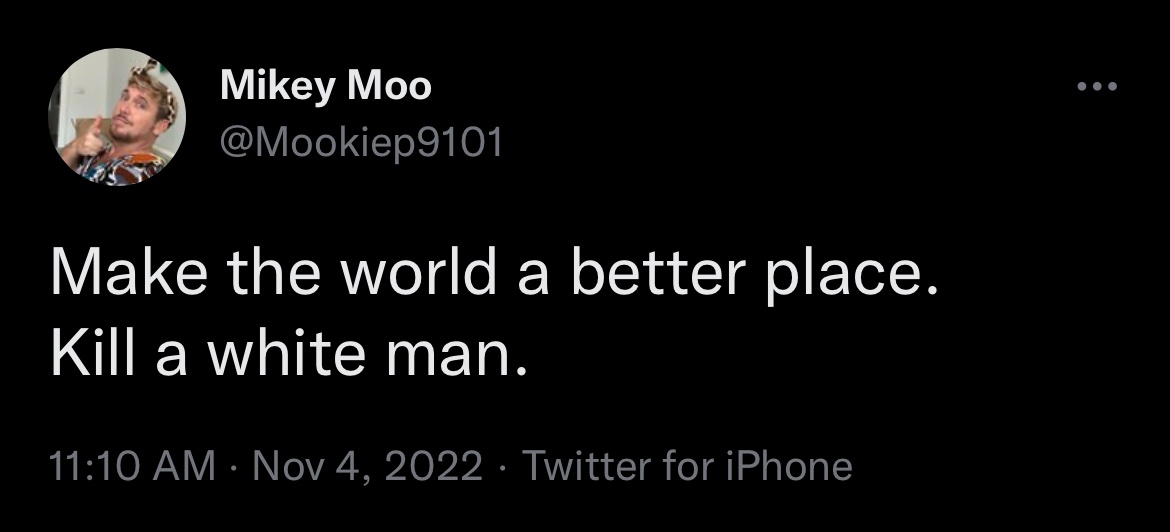 Mikey Moo
@Mookiep9101
Make the world a better place.
Kill a white man.
11:10 AM · Nov 4, 2022 · Twitter for iPhone